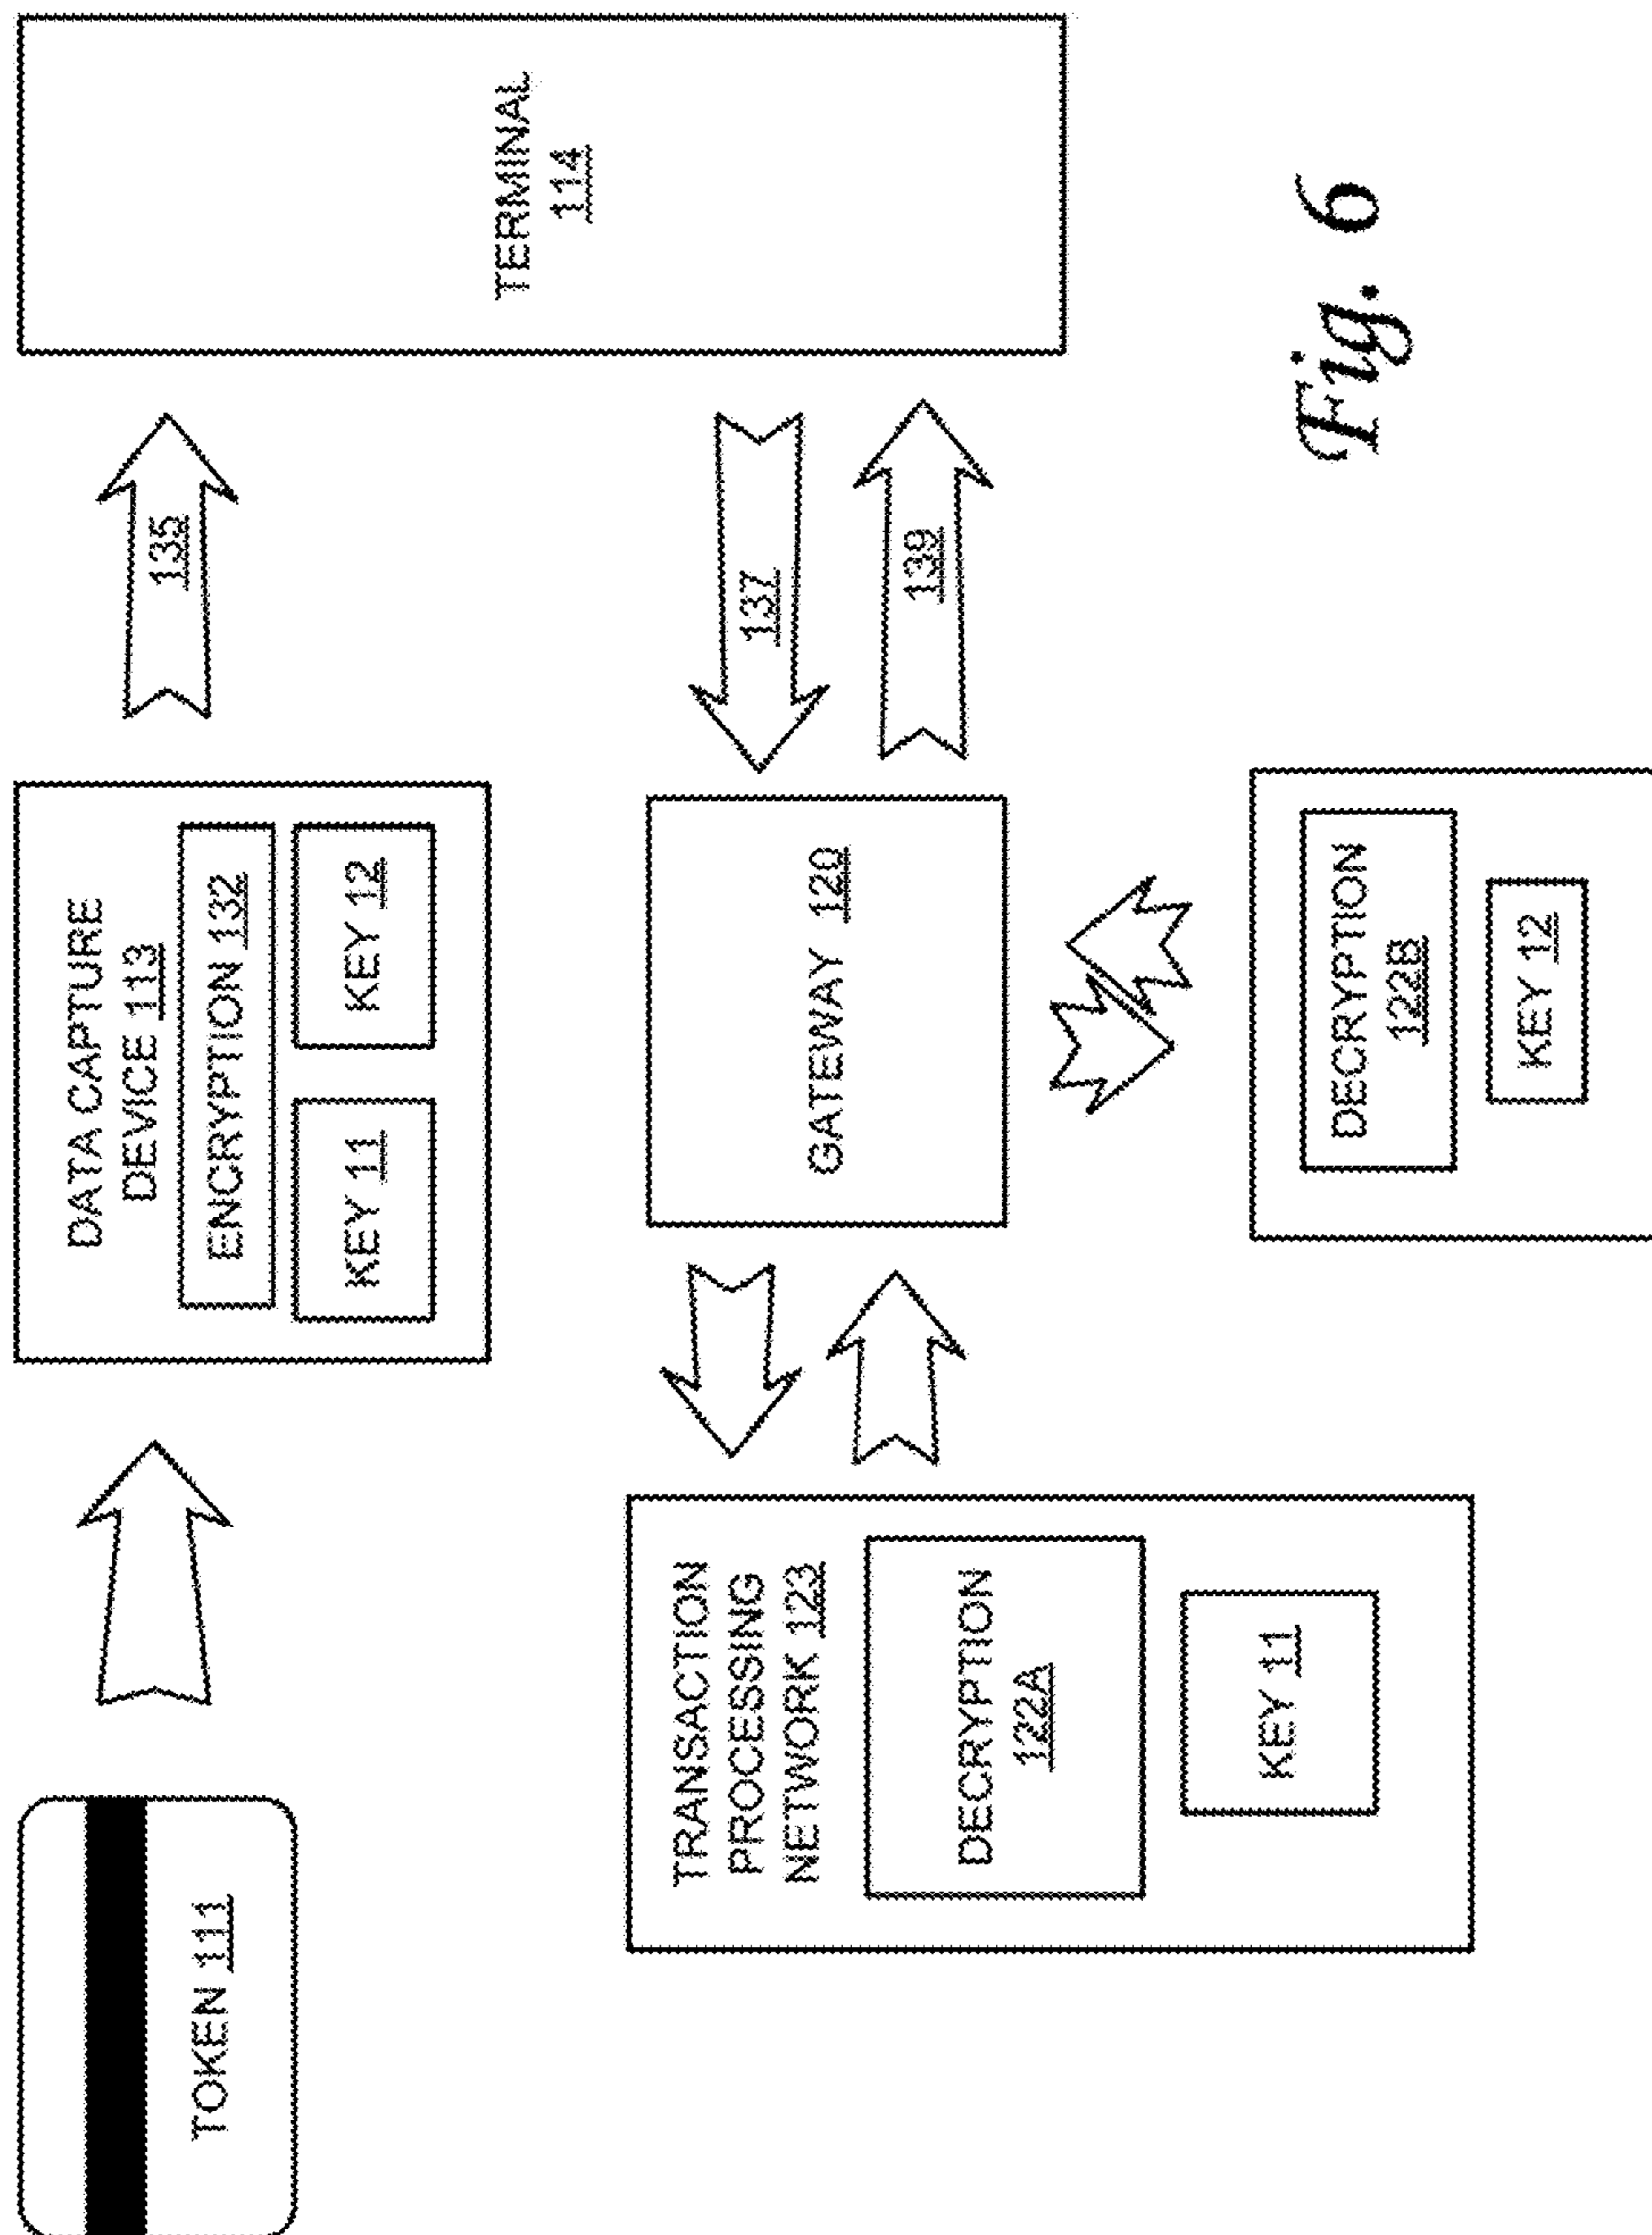 TOKEN 111
DATA CAPTURE
DEVICE 113
ENCRYPTION 132
KEY 11
KEY 12
135
TERMINAL
114
TRANSACTION
PROCESSING
NETWORK 123
DECRYPTION
122A
KEY 11
GATEWAY 120
137
139
DECRYPTION
122B
KEY 12
Fig. 6